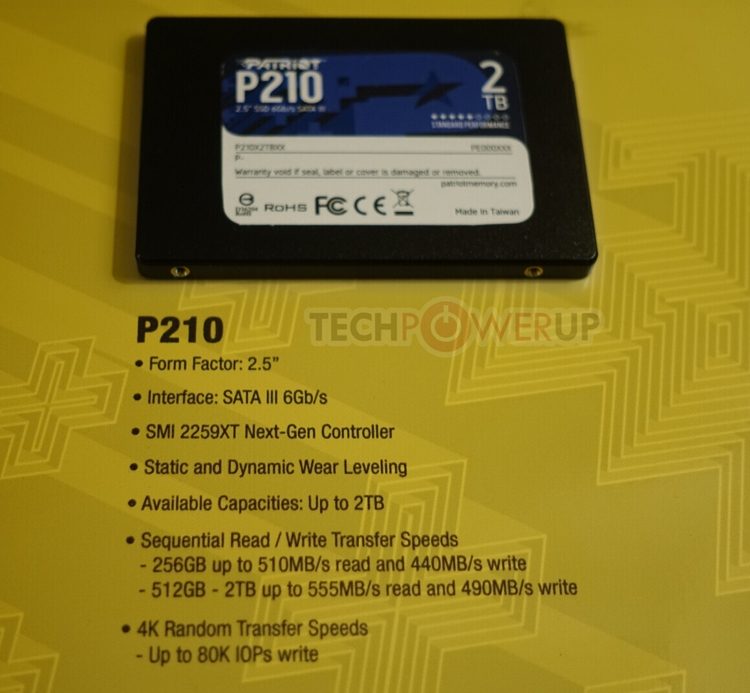 PATRIOT
P210
2.5" SSD 6Gb/s SATA III
2
TB
STANDARD PERFORMANCE
P210X2TBXX PE000XXX
P-
Warranty void if seal, label or cover is damaged or removed.
patriotmemory.com
RoHS FC CE
Made in Taiwan
TECHPOWERUP
P210
• Form Factor: 2.5"
• Interface: SATA III 6Gb/s
• SMI 2259XT Next-Gen Controller
• Static and Dynamic Wear Leveling
• Available Capacities: Up to 2TB
• Sequential Read / Write Transfer Speeds
- 256GB up to 510MB/s read and 440MB/s write
- 512GB - 2TB up to 555MB/s read and 490MB/s write
• 4K Random Transfer Speeds
- Up to 80K IOPs write